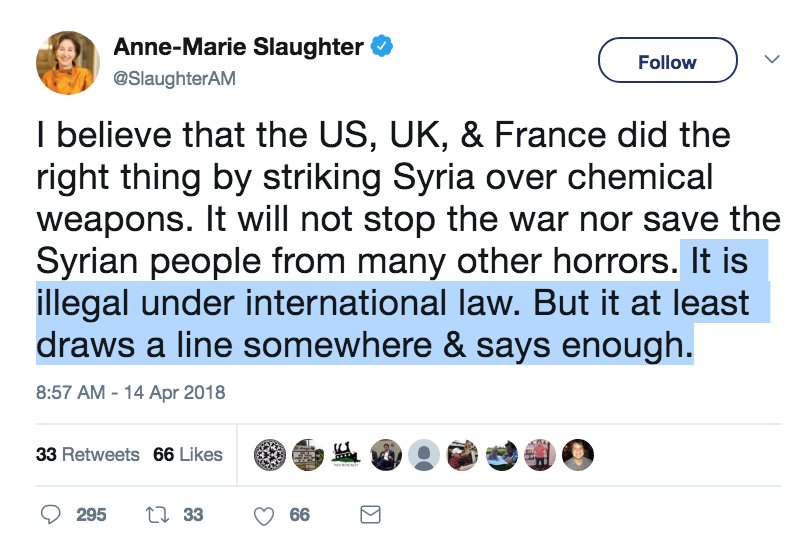 Anne-Marie Slaughter
@SlaughterAM
Follow
I believe that the US, UK, & France did the
right thing by striking Syria over chemical
weapons. It will not stop the war nor save the
Syrian people from many other horrors. It is
illegal under international law. But it at least
draws a line somewhere & says enough.
8:57 AM - 14 Apr 2018
33 Retweets 66 Likes
295 33 66